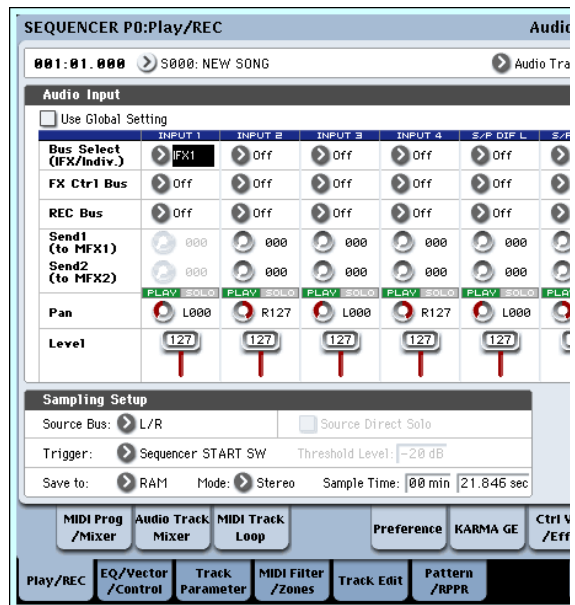 SEQUENCER P0:Play/REC Audio
001:01.000 S000: NEW SONG Audio Tra
Audio Input
Use Global Setting
INPUT 1 INPUT 2 INPUT 3 INPUT 4 S/P DIF L S/P
Bus Select (IFX/Indiv.) IFX1 Off Off Off Off
FX Ctrl Bus Off Off Off Off Off
REC Bus Off Off Off Off Off
Send1 (to MFX1) 000 000 000 000 000
Send2 (to MFX2) 000 000 000 000 000
PLAY SOLO PLAY SOLO PLAY SOLO PLAY SOLO PLAY SOLO PLA
Pan L000 R127 L000 R127 L000
Level 127 127 127 127 127
Sampling Setup
Source Bus: L/R Source Direct Solo
Trigger: Sequencer START SW Threshold Level: -20 dB
Save to: RAM Mode: Stereo Sample Time: 00 min 21.846 sec
MIDI Prog /Mixer Audio Track Mixer MIDI Track Loop Preference KARMA GE Ctrl V /Eff
Play/REC EQ/Vector /Control Track Parameter MIDI Filter /Zones Track Edit Pattern /RPPR